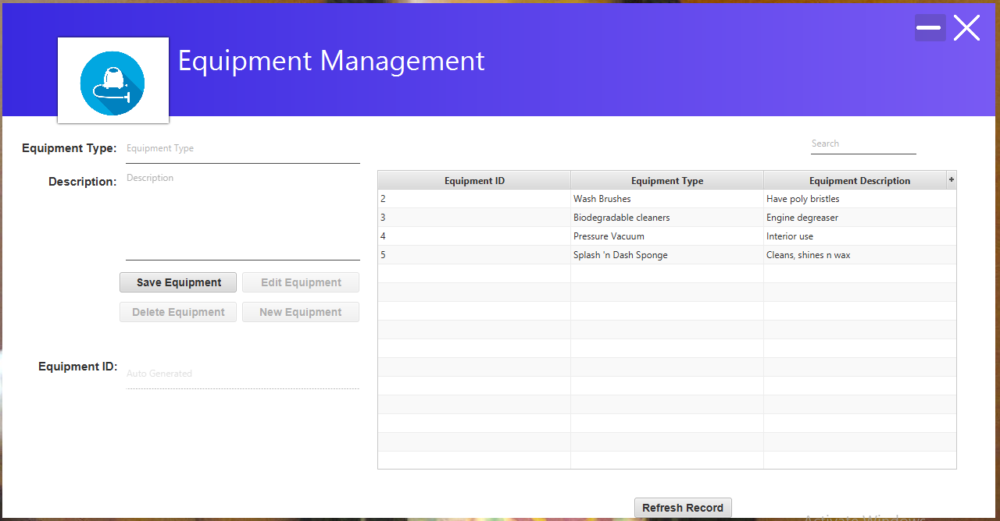 Equipment Management
Equipment Type: Equipment Type
Search
Description: Description
Equipment ID Equipment Type Equipment Description +
2 Wash Brushes Have poly bristles
3 Biodegradable cleaners Engine degreaser
4 Pressure Vacuum Interior use
5 Splash 'n Dash Sponge Cleans, shines n wax
Save Equipment Edit Equipment
Delete Equipment New Equipment
Equipment ID: Auto Generated
Refresh Record
Activate Windows